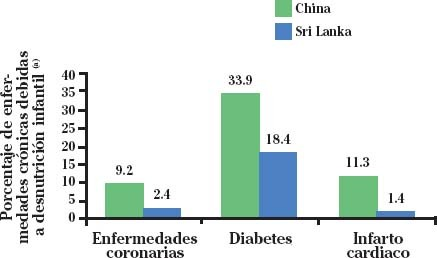 China
Sri Lanka
Porcentaje de enfer-
medades crónicas debidas
a desnutrición infantil (a)
40
35
30
25
20
15
10
5
0
9.2
2.4
33.9
18.4
11.3
1.4
Enfermedades
coronarias
Diabetes
Infarto
cardiaco